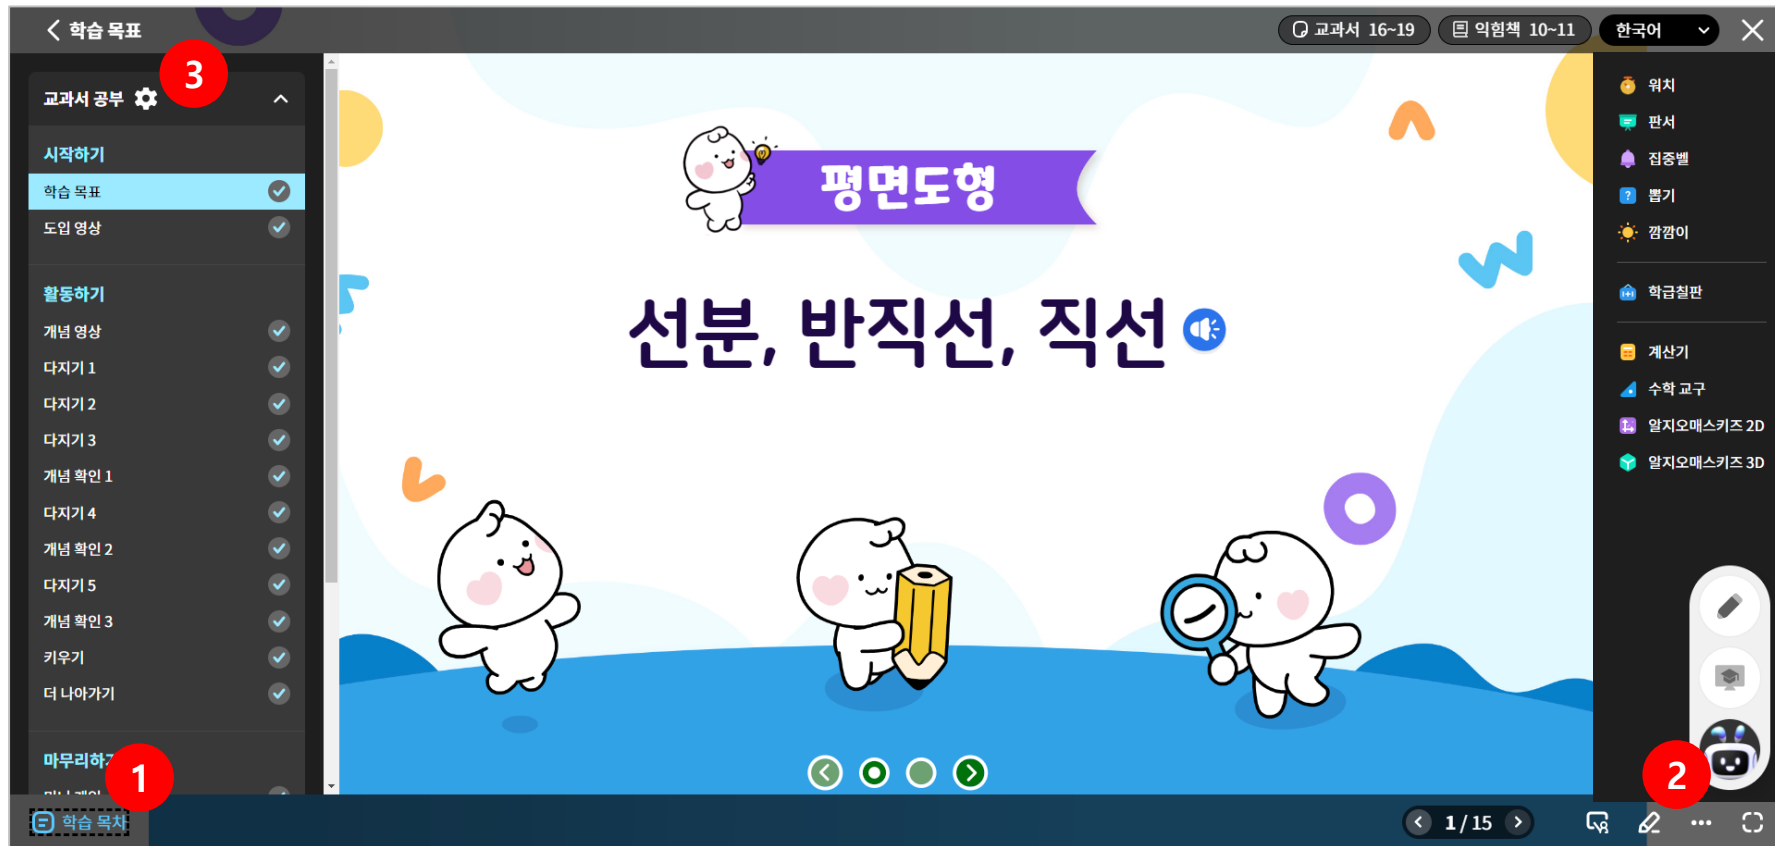 학습 목표
교과서 16~19
익힘책 10~11
한국어
3
교과서 공부
시작하기
학습 목표
도입 영상
활동하기
개념 영상
다지기 1
다지기 2
다지기 3
개념 확인 1
다지기 4
개념 확인 2
다지기 5
개념 확인 3
키우기
더 나아가기
1
학습 목차
평면도형
선분, 반직선, 직선
워치
판서
집중벨
뽑기
깜깜이
학급칠판
계산기
수학 교구
알지오매스키즈 2D
알지오매스키즈 3D
2
1 / 15